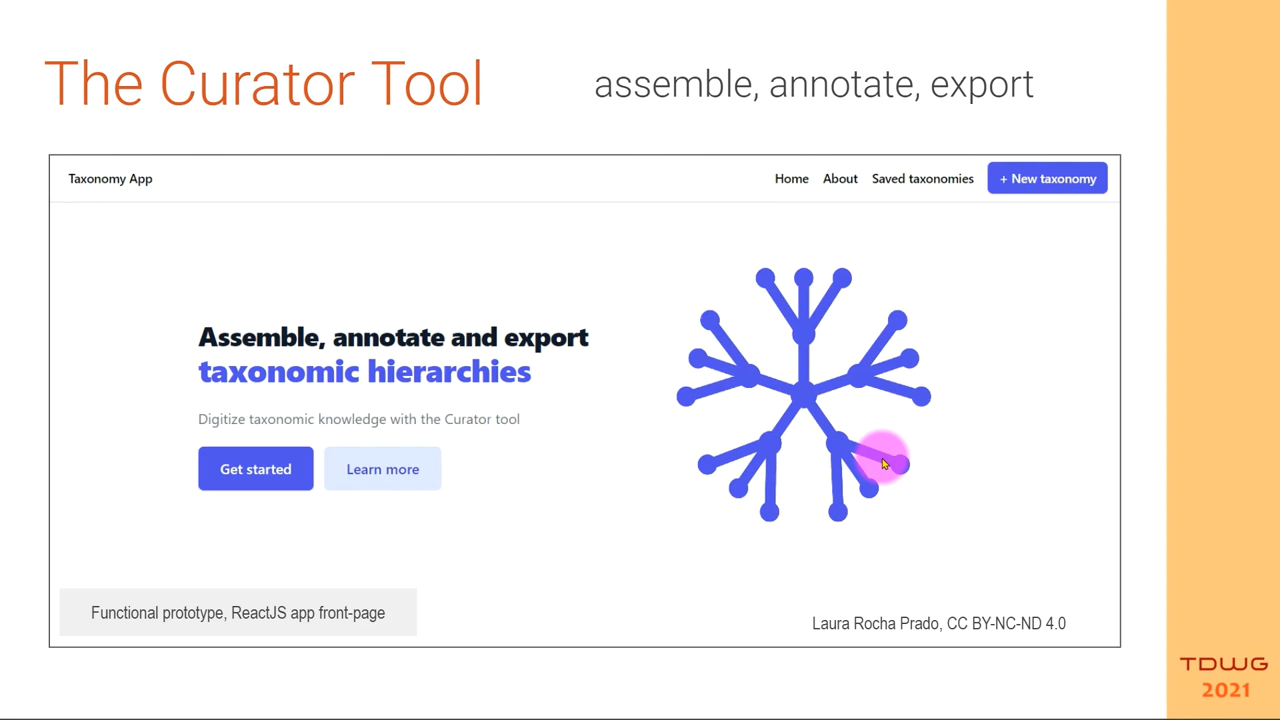 The Curator Tool
assemble, annotate, export
Taxonomy App
Home
About
Saved taxonomies
+ New taxonomy
Assemble, annotate and export
taxonomic hierarchies
Digitize taxonomic knowledge with the Curator tool
Get started
Learn more
Functional prototype, ReactJS app front-page
Laura Rocha Prado, CC BY-NC-ND 4.0
TDWG
2021